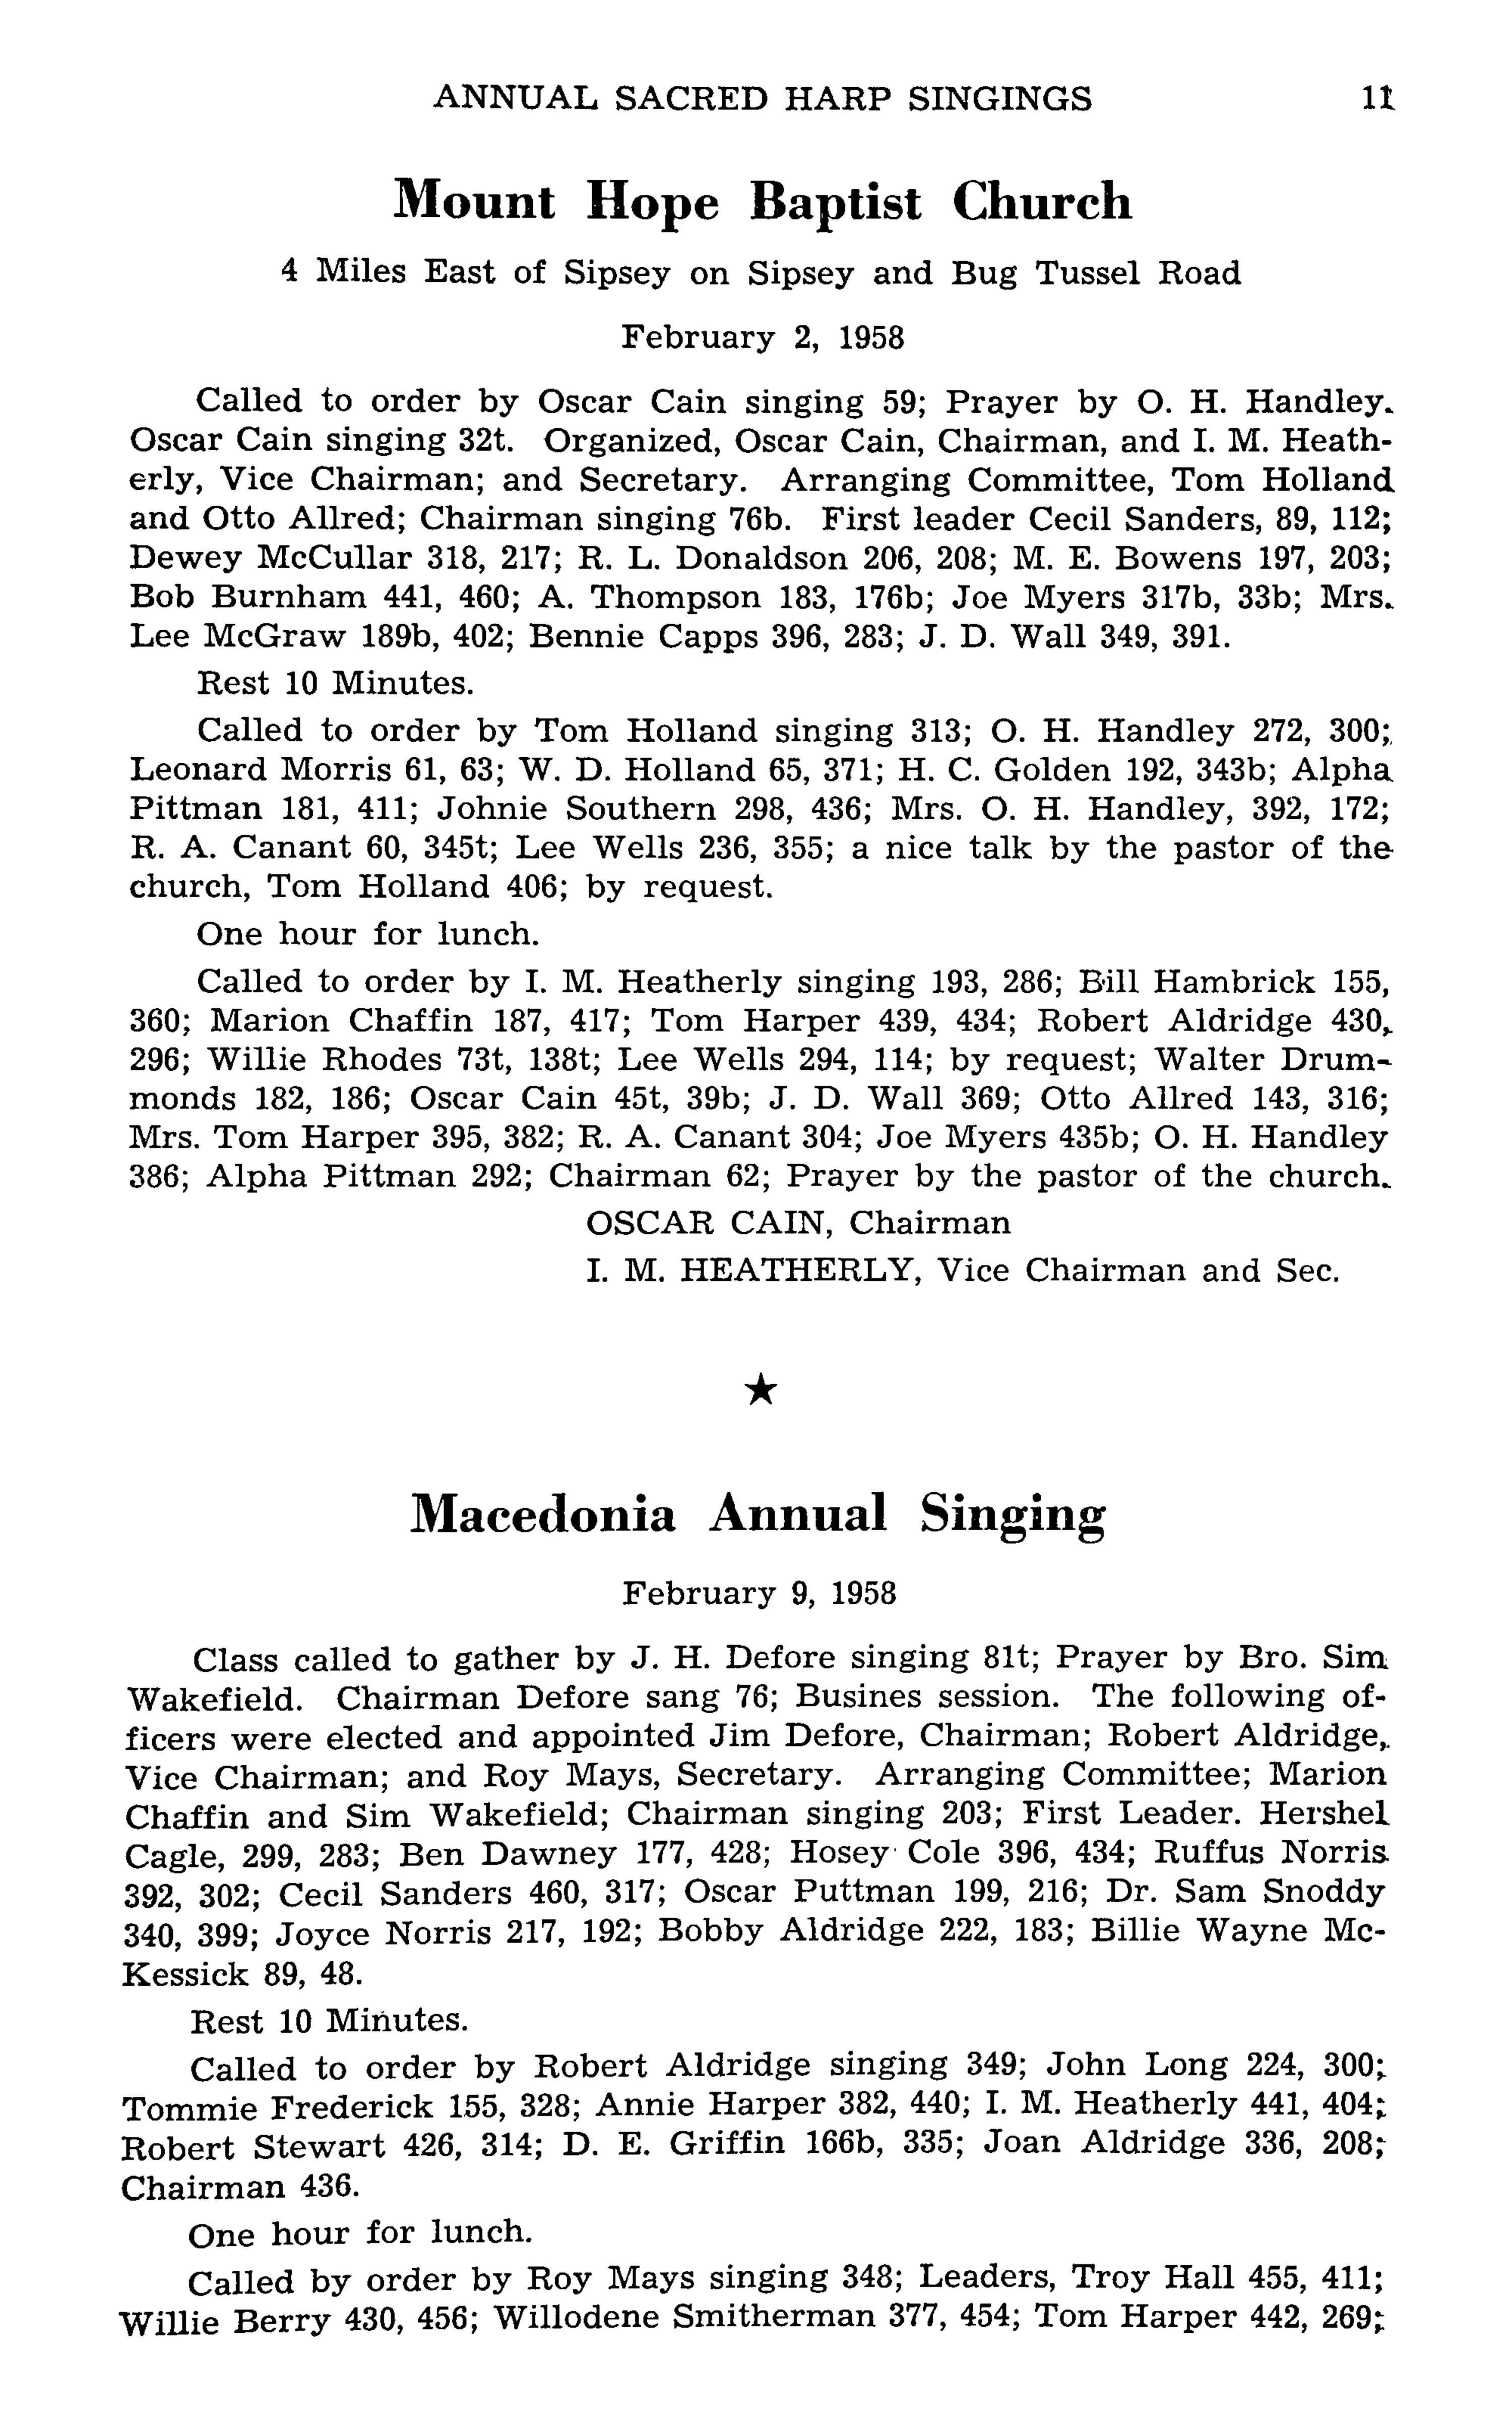 ANNUAL SACRED HARP SINGINGS 11
Mount Hope Baptist Church
4 Miles East of Sipsey on Sipsey and Bug Tussel Road
February 2, 1958
Called to order by Oscar Cain singing 59; Prayer by O. H. Handley.
Oscar Cain singing 32t. Organized, Oscar Cain, Chairman, and I. M. Heath-
erly, Vice Chairman; and Secretary. Arranging Committee, Tom Holland
and Otto Allred; Chairman singing 76b. First leader Cecil Sanders, 89, 112;
Dewey McCullar 318, 217; R. L. Donaldson 206, 208; M. E. Bowens 197, 203;
Bob Burnham 441, 460; A. Thompson 183, 176b; Joe Myers 317b, 33b; Mrs.
Lee McGraw 189b, 402; Bennie Capps 396, 283; J. D. Wall 349, 391.
Rest 10 Minutes.
Called to order by Tom Holland singing 313; O. H. Handley 272, 300;
Leonard Morris 61, 63; W. D. Holland 65, 371; H. C. Golden 192, 343b; Alpha
Pittman 181, 411; Johnie Southern 298, 436; Mrs. O. H. Handley, 392, 172;
R. A. Canant 60, 345t; Lee Wells 236, 355; a nice talk by the pastor of the
church, Tom Holland 406; by request.
One hour for lunch.
Called to order by I. M. Heatherly singing 193, 286; Bill Hambrick 155,
360; Marion Chaffin 187, 417; Tom Harper 439, 434; Robert Aldridge 430,
296; Willie Rhodes 73t, 138t; Lee Wells 294, 114; by request; Walter Drum-
monds 182, 186; Oscar Cain 45t, 39b; J. D. Wall 369; Otto Allred 143, 316;
Mrs. Tom Harper 395, 382; R. A. Canant 304; Joe Myers 435b; O. H. Handley
386; Alpha Pittman 292; Chairman 62; Prayer by the pastor of the church.
OSCAR CAIN, Chairman
I. M. HEATHERLY, Vice Chairman and Sec.
★
Macedonia Annual Singing
February 9, 1958
Class called to gather by J. H. Defore singing 81t; Prayer by Bro. Sim
Wakefield. Chairman Defore sang 76; Busines session. The following of-
ficers were elected and appointed Jim Defore, Chairman; Robert Aldridge,
Vice Chairman; and Roy Mays, Secretary. Arranging Committee; Marion
Chaffin and Sim Wakefield; Chairman singing 203; First Leader. Hershel
Cagle, 299, 283; Ben Dawney 177, 428; Hosey Cole 396, 434; Ruffus Norris
392, 302; Cecil Sanders 460, 317; Oscar Puttman 199, 216; Dr. Sam Snoddy
340, 399; Joyce Norris 217, 192; Bobby Aldridge 222, 183; Billie Wayne Mc-
Kessick 89, 48.
Rest 10 Minutes.
Called to order by Robert Aldridge singing 349; John Long 224, 300;
Tommie Frederick 155, 328; Annie Harper 382, 440; I. M. Heatherly 441, 404;
Robert Stewart 426, 314; D. E. Griffin 166b, 335; Joan Aldridge 336, 208;
Chairman 436.
One hour for lunch.
Called by order by Roy Mays singing 348; Leaders, Troy Hall 455, 411;
Willie Berry 430, 456; Willodene Smitherman 377, 454; Tom Harper 442, 269;